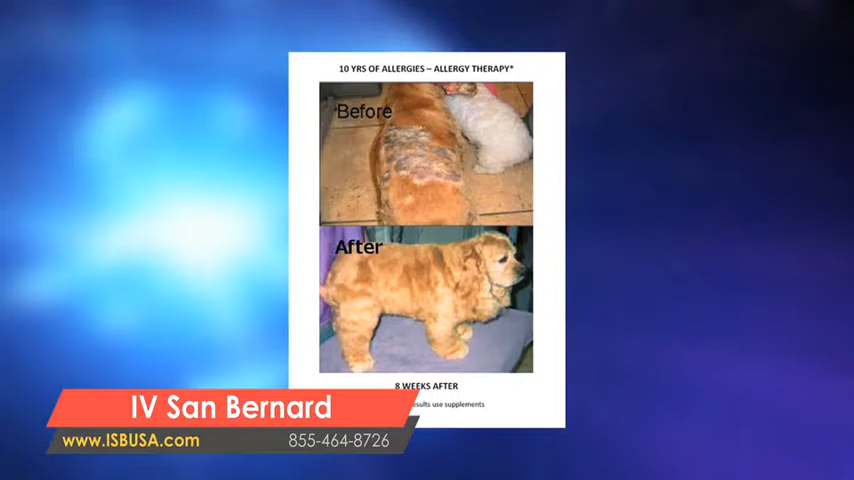 10 YRS OF ALLERGIES – ALLERGY THERAPY*
Before
After
8 WEEKS AFTER
results use supplements
IV San Bernard
www.ISBUSA.com
855-464-8726